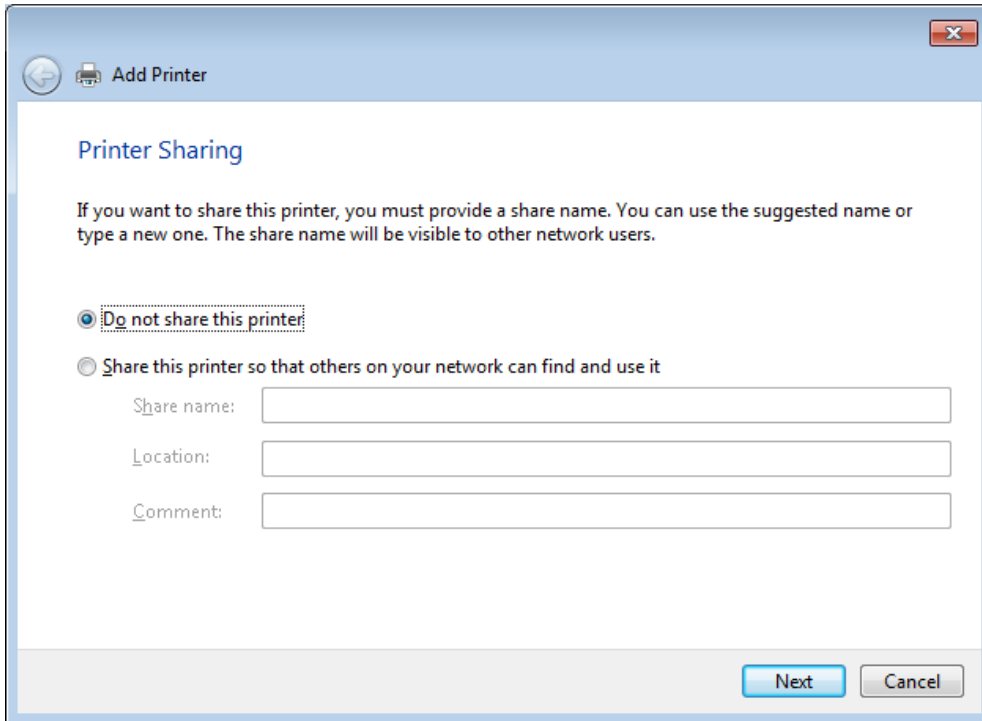 Add Printer
Printer Sharing
If you want to share this printer, you must provide a share name. You can use the suggested name or
type a new one. The share name will be visible to other network users.
Do not share this printer
Share this printer so that others on your network can find and use it
Share name:
Location:
Comment:
Next Cancel